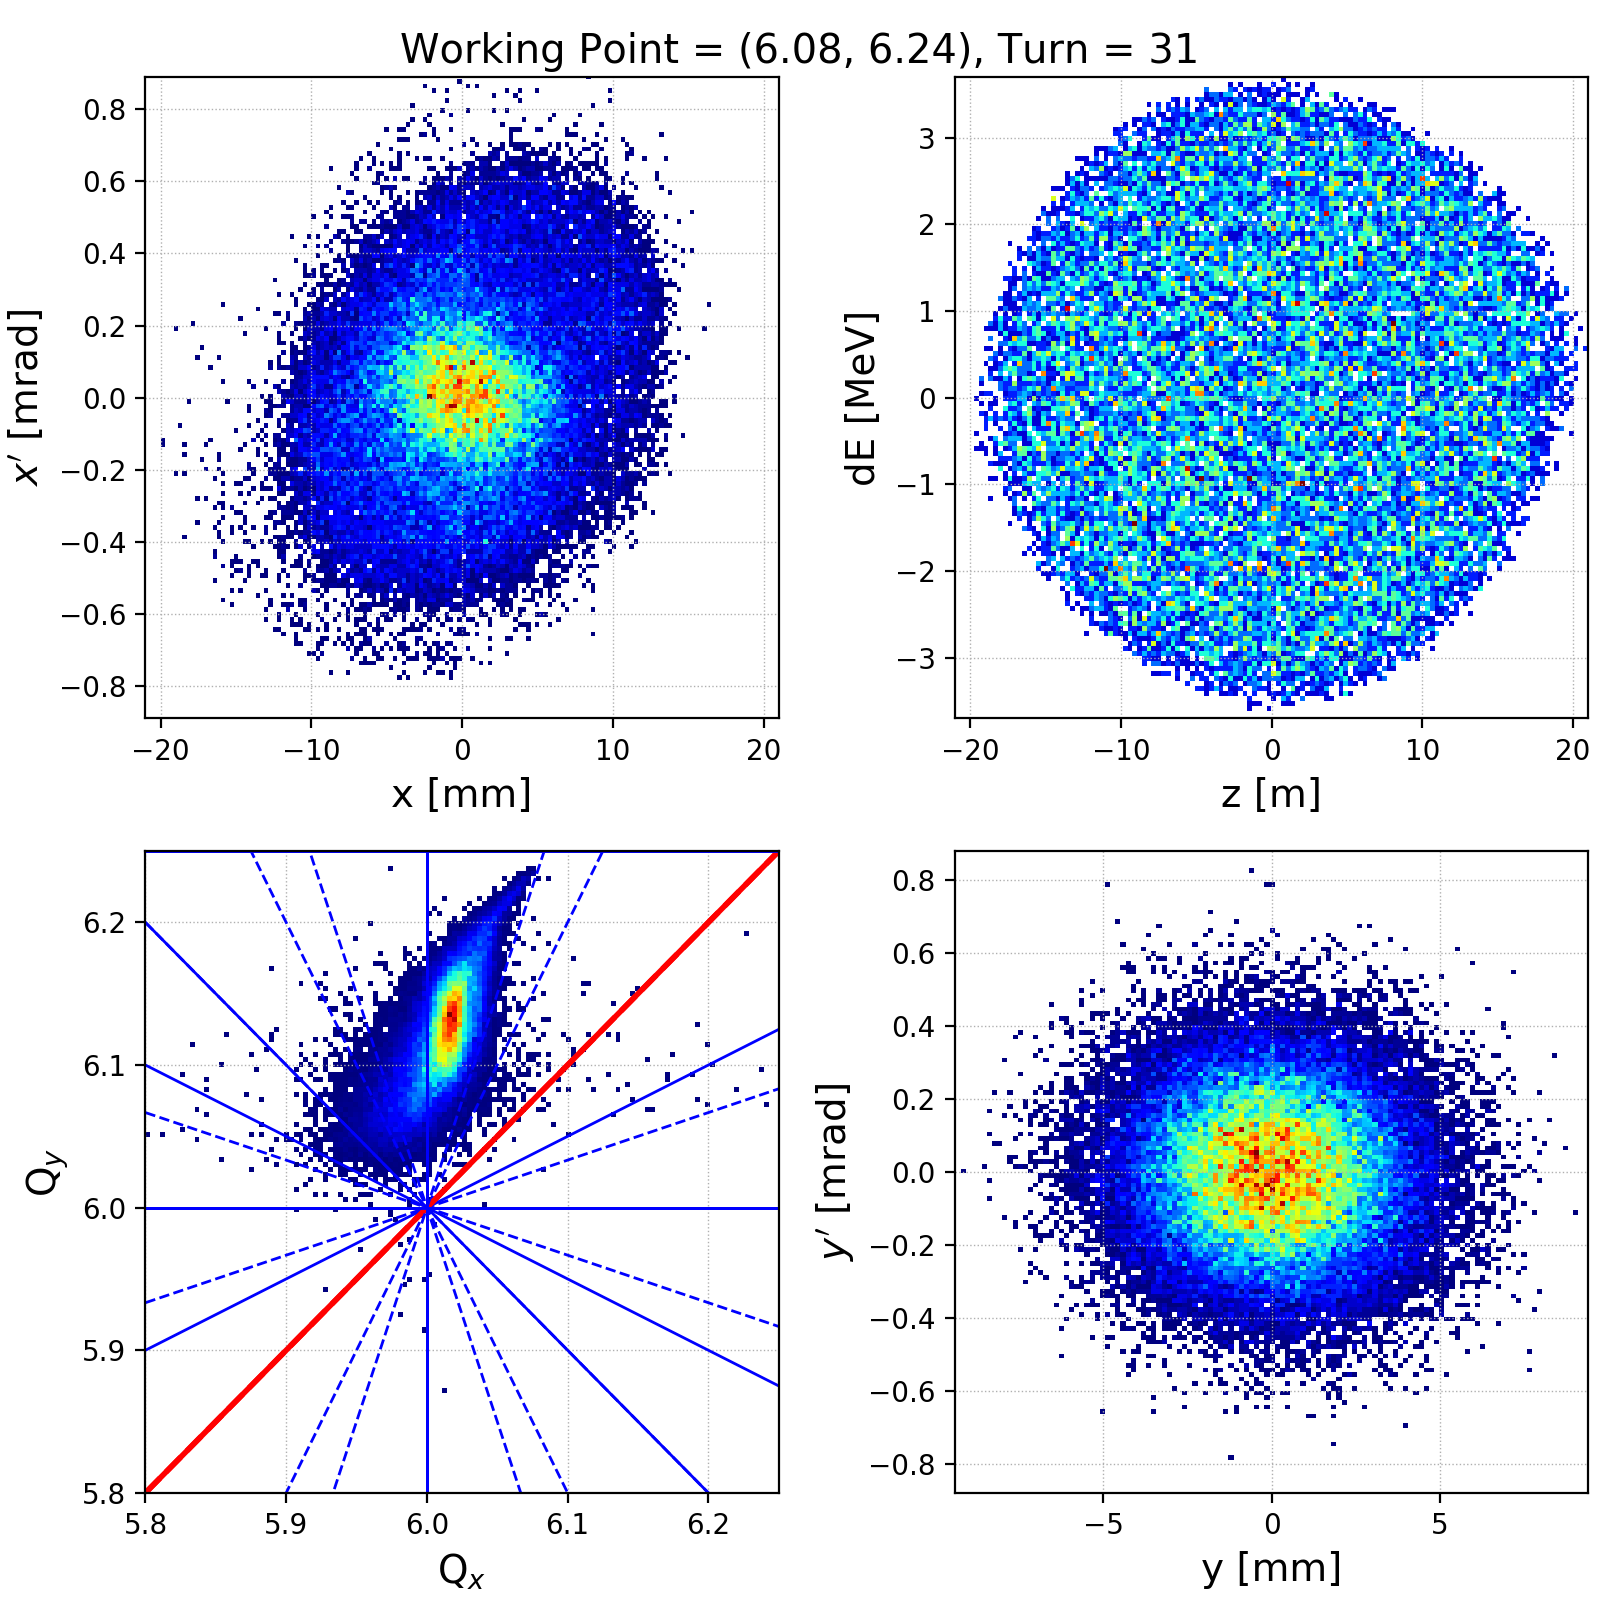 Working Point = (6.08, 6.24), Turn = 31
0.8
0.6
0.4
0.2
0.0
−0.2
−0.4
−0.6
−0.8
x′ [mrad]
−20 −10 0 10 20
x [mm]
3
2
1
0
−1
−2
−3
dE [MeV]
−20 −10 0 10 20
z [m]
6.2
6.1
6.0
5.9
5.8
Qy
5.8 5.9 6.0 6.1 6.2
Qx
0.8
0.6
0.4
0.2
0.0
−0.2
−0.4
−0.6
−0.8
y′ [mrad]
−5 0 5
y [mm]